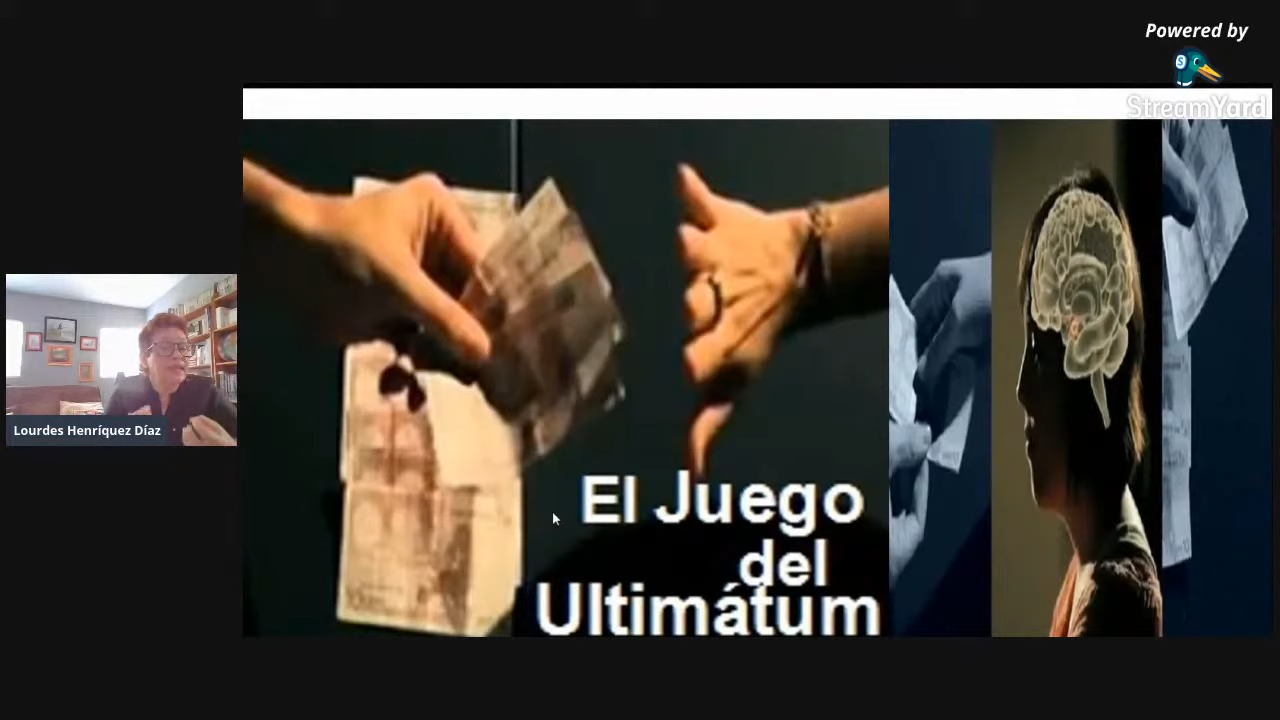 Powered by
StreamYard
Lourdes Henríquez Díaz
El Juego
del
Ultimátum